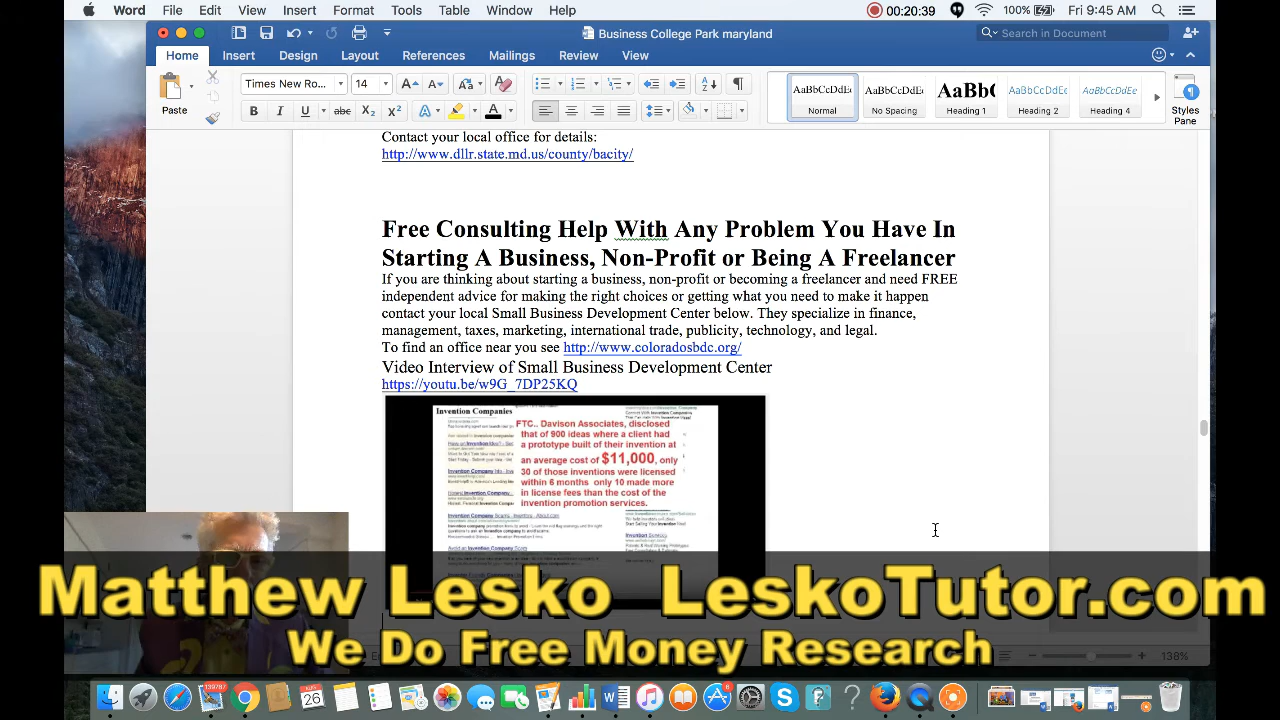 Word File Edit View Insert Format Tools Table Window Help 00:20:39 100% Fri 9:45 AM
Business College Park maryland Search in Document
Home Insert Design Layout References Mailings Review View
Times New Ro... 14
Paste
AaBbCcDdEe AaBbCcDdEe AaBbC AaBbCcDdEe AaBbCcDdEe
Normal No Spacing Heading 1 Heading 2 Heading 4 Styles Pane
Contact your local office for details:
http://www.dllr.state.md.us/county/bacity/
Free Consulting Help With Any Problem You Have In
Starting A Business, Non-Profit or Being A Freelancer
If you are thinking about starting a business, non-profit or becoming a freelancer and need FREE
independent advice for making the right choices or getting what you need to make it happen
contact your local Small Business Development Center below. They specialize in finance,
management, taxes, marketing, international trade, publicity, technology, and legal.
To find an office near you see http://www.coloradosbdc.org/
Video Interview of Small Business Development Center
https://youtu.be/w9G_7DP25KQ
Invention Companies
FTC.. Davison Associates, disclosed
that of 900 ideas where a client had
a prototype built of their invention at
an average cost of $11,000, only
30 of those inventions were licensed
within 6 months only 10 made more
in license fees than the cost of the
invention promotion services.
Matthew Lesko LeskoTutor.com
We Do Free Money Research
138%